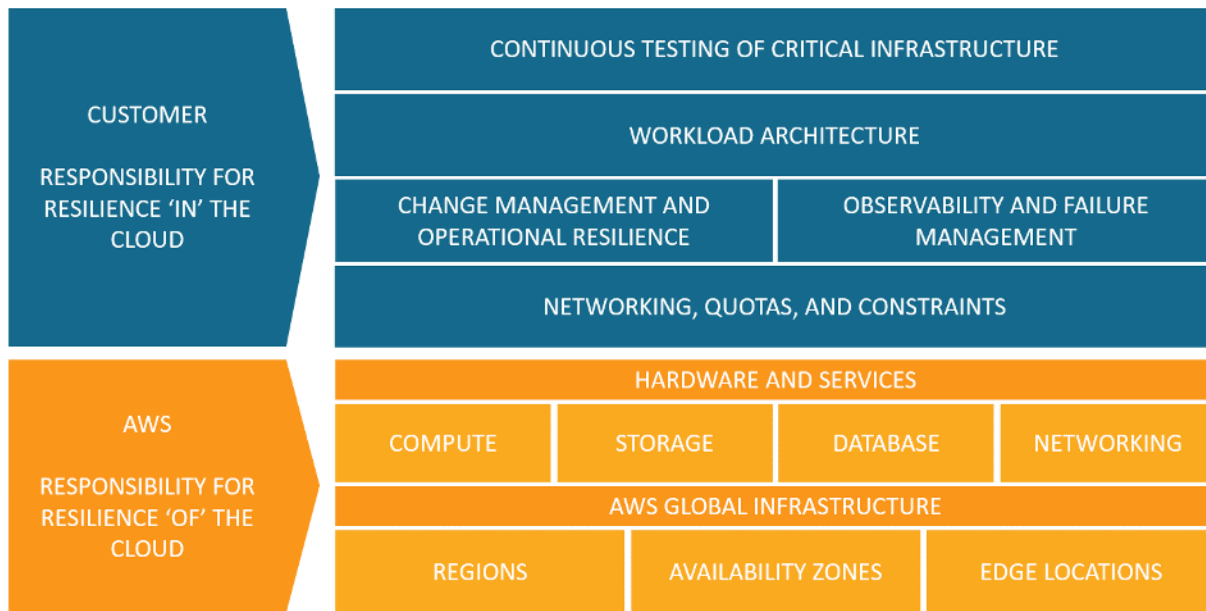 CUSTOMER
RESPONSIBILITY FOR
RESILIENCE ‘IN’ THE
CLOUD
CONTINUOUS TESTING OF CRITICAL INFRASTRUCTURE
WORKLOAD ARCHITECTURE
CHANGE MANAGEMENT AND
OPERATIONAL RESILIENCE
OBSERVABILITY AND FAILURE
MANAGEMENT
NETWORKING, QUOTAS, AND CONSTRAINTS
AWS
RESPONSIBILITY FOR
RESILIENCE ‘OF’ THE
CLOUD
HARDWARE AND SERVICES
COMPUTE
STORAGE
DATABASE
NETWORKING
AWS GLOBAL INFRASTRUCTURE
REGIONS
AVAILABILITY ZONES
EDGE LOCATIONS